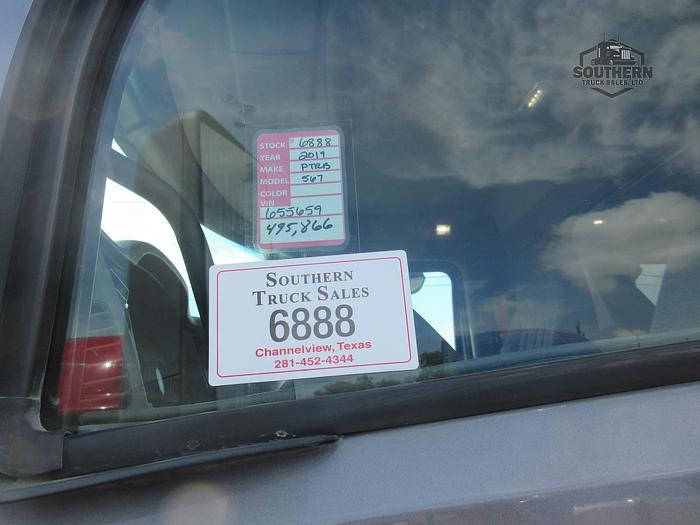 SOUTHERN
TRUCK SALES, LTD
STOCK # 6888
YEAR 2019
MAKE PTRB
MODEL 567
COLOR
VIN
655659
495,866
SOUTHERN
TRUCK SALES
6888
Channelview, Texas
281-452-4344